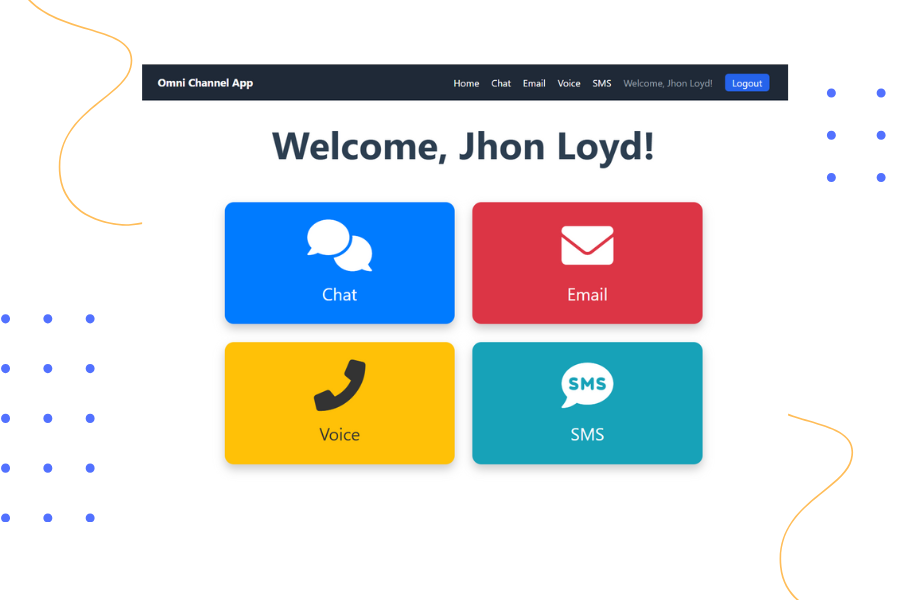 Omni Channel App Home Chat Email Voice SMS Welcome, Jhon Loyd! Logout
Welcome, Jhon Loyd!
Chat
Email
Voice
SMS
SMS